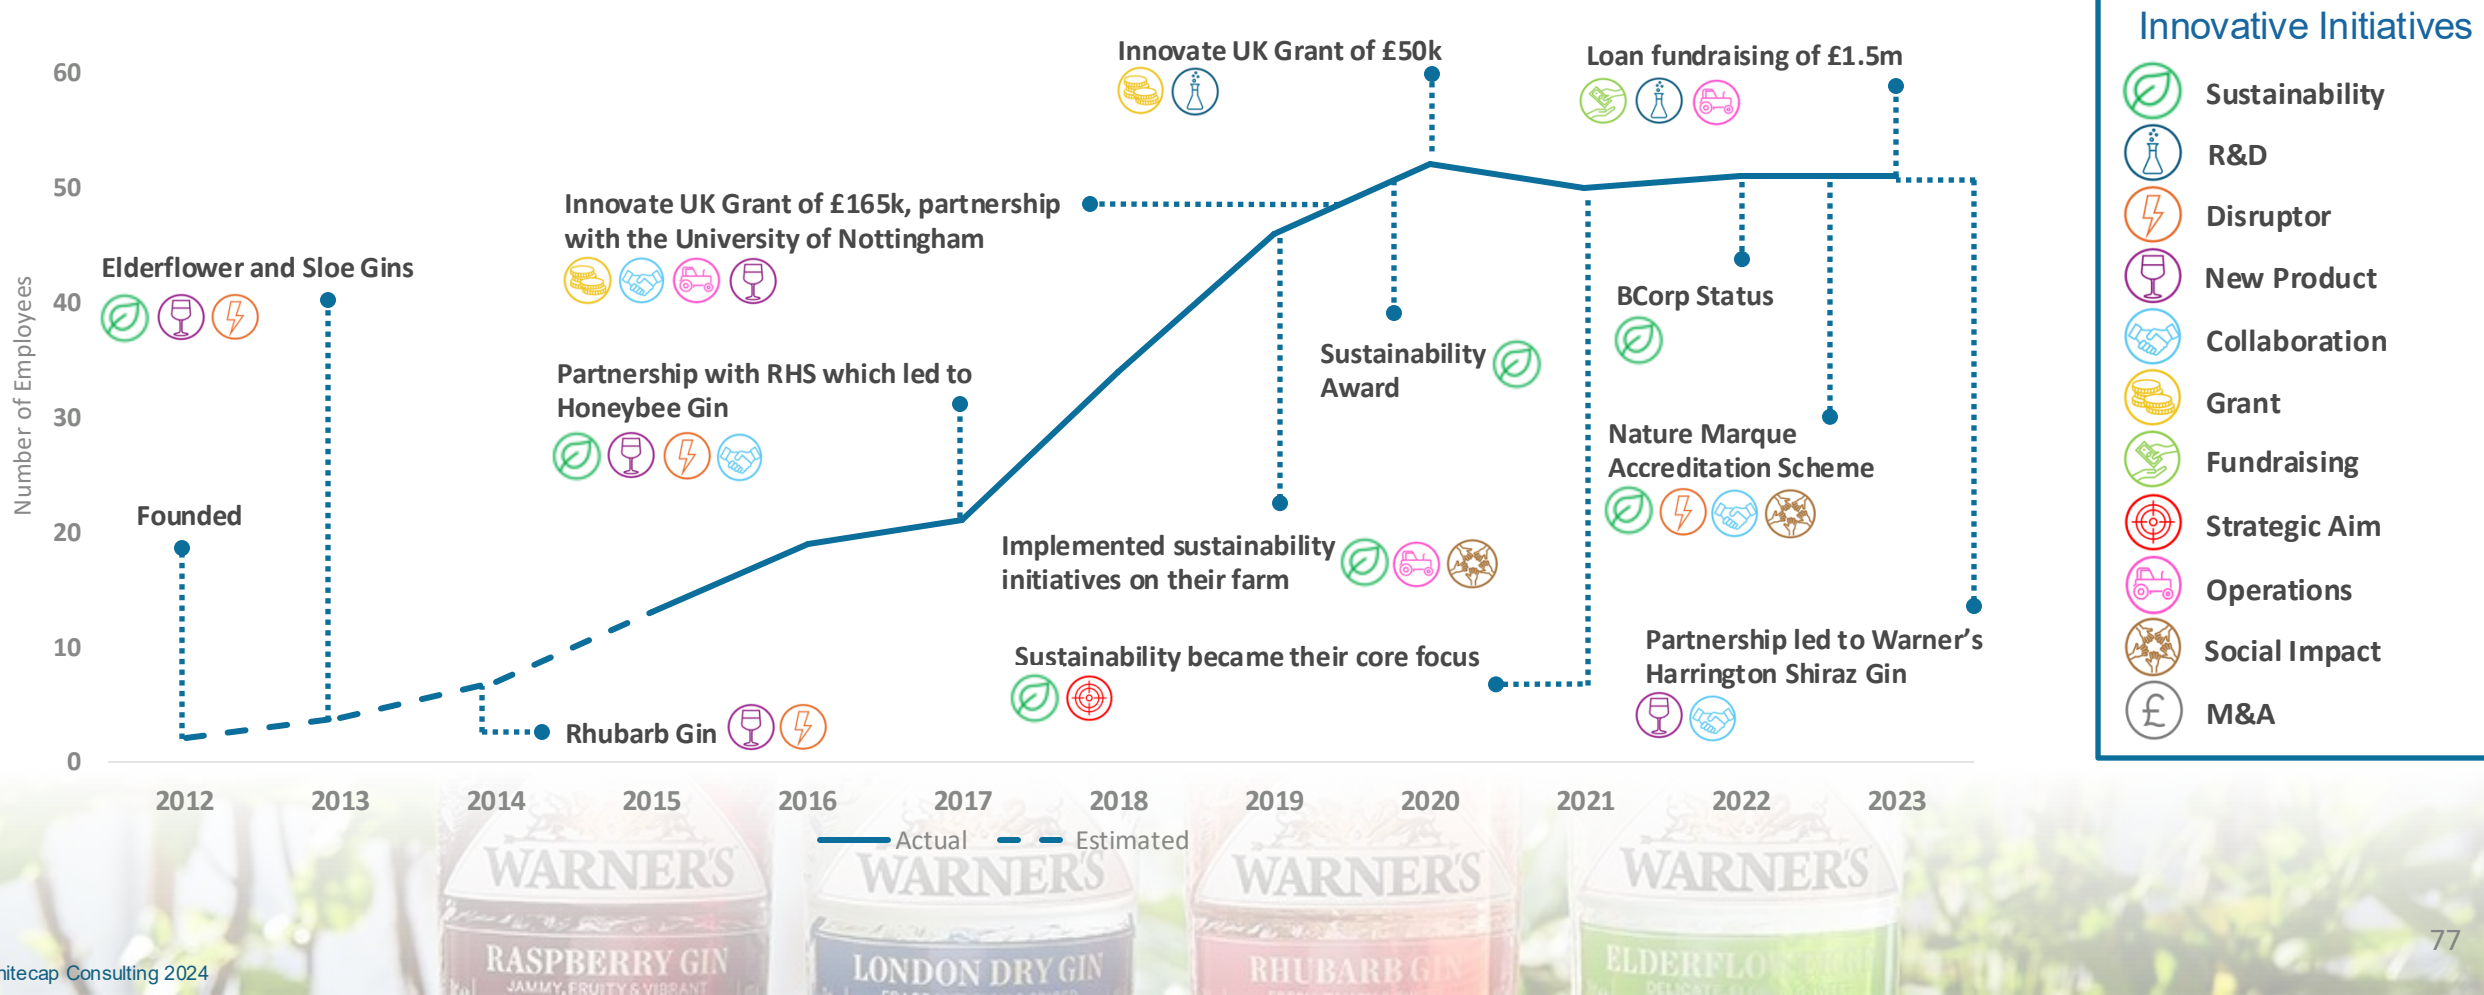 Innovative Initiatives
Sustainability
R&D
Disruptor
New Product
Collaboration
Grant
Fundraising
Strategic Aim
Operations
Social Impact
£
M&A
Number of Employees
60
50
40
30
20
10
0
Founded
Elderflower and Sloe Gins
Rhubarb Gin
Partnership with RHS which led to
Honeybee Gin
Innovate UK Grant of £165k, partnership
with the University of Nottingham
Implemented sustainability
initiatives on their farm
Sustainability became their core focus
Innovate UK Grant of £50k
Sustainability
Award
Loan fundraising of £1.5m
BCorp Status
Nature Marque
Accreditation Scheme
Partnership led to Warner's
Harrington Shiraz Gin
2012 2013 2014 2015 2016 2017 2018 2019 2020 2021 2022 2023
Actual Estimated
WARNER'S WARNER'S WARNER'S WARNER'S
RASPBERRY GIN LONDON DRY GIN RHUBARB GIN
JAMMY, FRUITY & VIBRANT
77
hitecap Consulting 2024